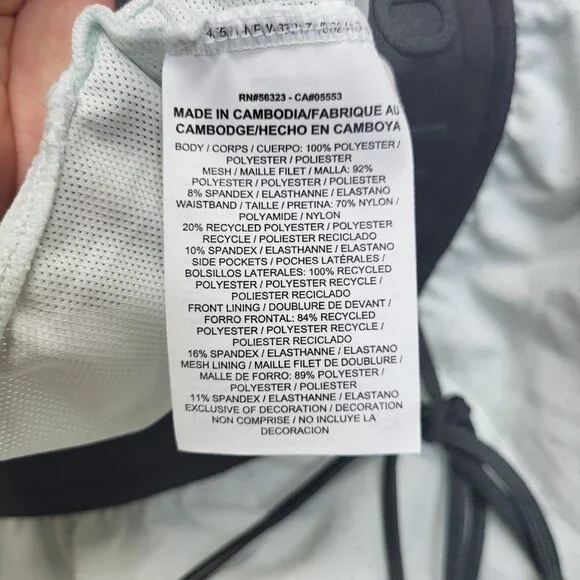 RN#56323 - CA#05553
MADE IN CAMBODIA/FABRIQUE AU
CAMBODGE/HECHO EN CAMBOYA
BODY / CORPS / CUERPO: 100% POLYESTER /
POLYESTER / POLIESTER
MESH / MAILLE FILET / MALLA: 92%
POLYESTER / POLYESTER / POLIESTER
8% SPANDEX / ELASTHANNE / ELASTANO
WAISTBAND / TAILLE / PRETINA: 70% NYLON /
POLYAMIDE / NYLON
20% RECYCLED POLYESTER / POLYESTER
RECYCLE / POLIESTER RECICLADO
10% SPANDEX / ELASTHANNE / ELASTANO
SIDE POCKETS / POCHES LATÉRALES /
BOLSILLOS LATERALES: 100% RECYCLED
POLYESTER / POLYESTER RECYCLE /
POLIESTER RECICLADO
FRONT LINING / DOUBLURE DE DEVANT /
FORRO FRONTAL: 84% RECYCLED
POLYESTER / POLYESTER RECYCLE /
POLIESTER RECICLADO
16% SPANDEX / ELASTHANNE / ELASTANO
MESH LINING / MAILLE FILET DE DOUBLURE /
MALLE DE FORRO: 89% POLYESTER /
POLYESTER / POLIESTER
11% SPANDEX / ELASTHANNE / ELASTANO
EXCLUSIVE OF DECORATION / DECORATION
NON COMPRISE / NO INCLUYE LA
DECORACION